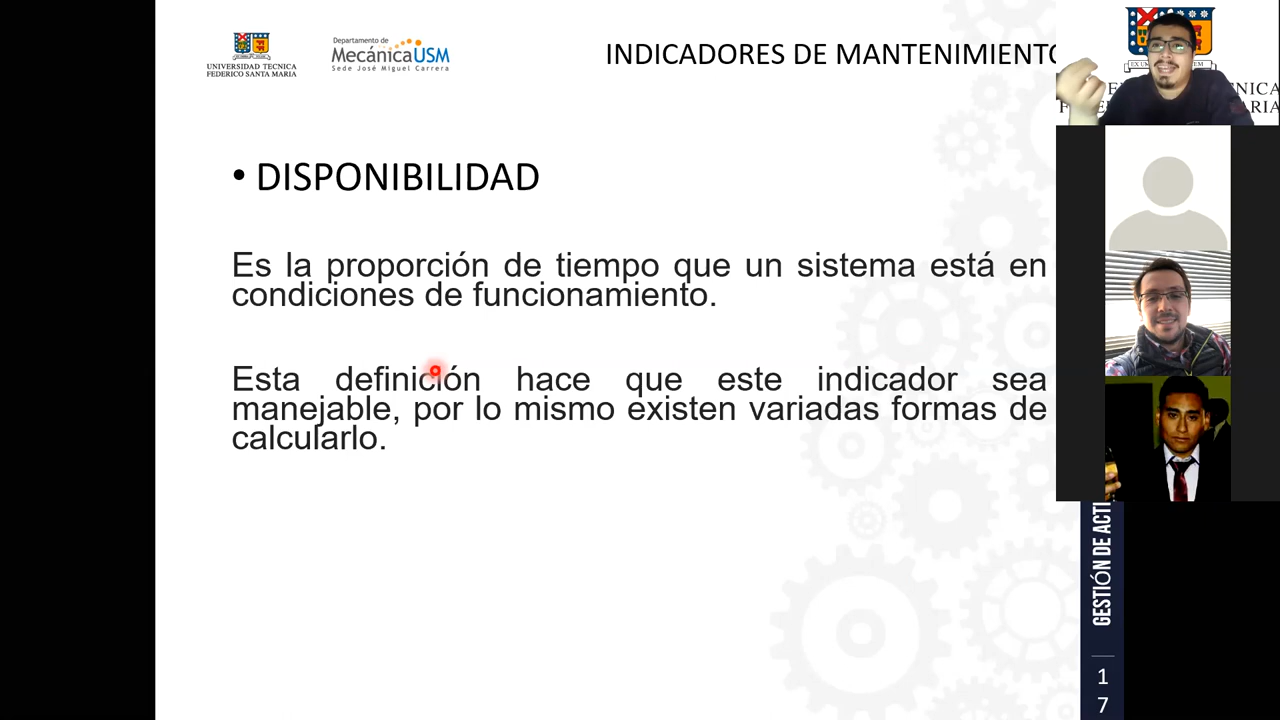 UNIVERSIDAD TECNICA
FEDERICO SANTA MARIA
Departamento de
MecánicaUSM
Sede José Miguel Carrera
INDICADORES DE MANTENIMIENTO
• DISPONIBILIDAD
Es la proporción de tiempo que un sistema está en
condiciones de funcionamiento.
Esta definición hace que este indicador sea
manejable, por lo mismo existen variadas formas de
calcularlo.
GESTIÓN DE ACTI
1
7